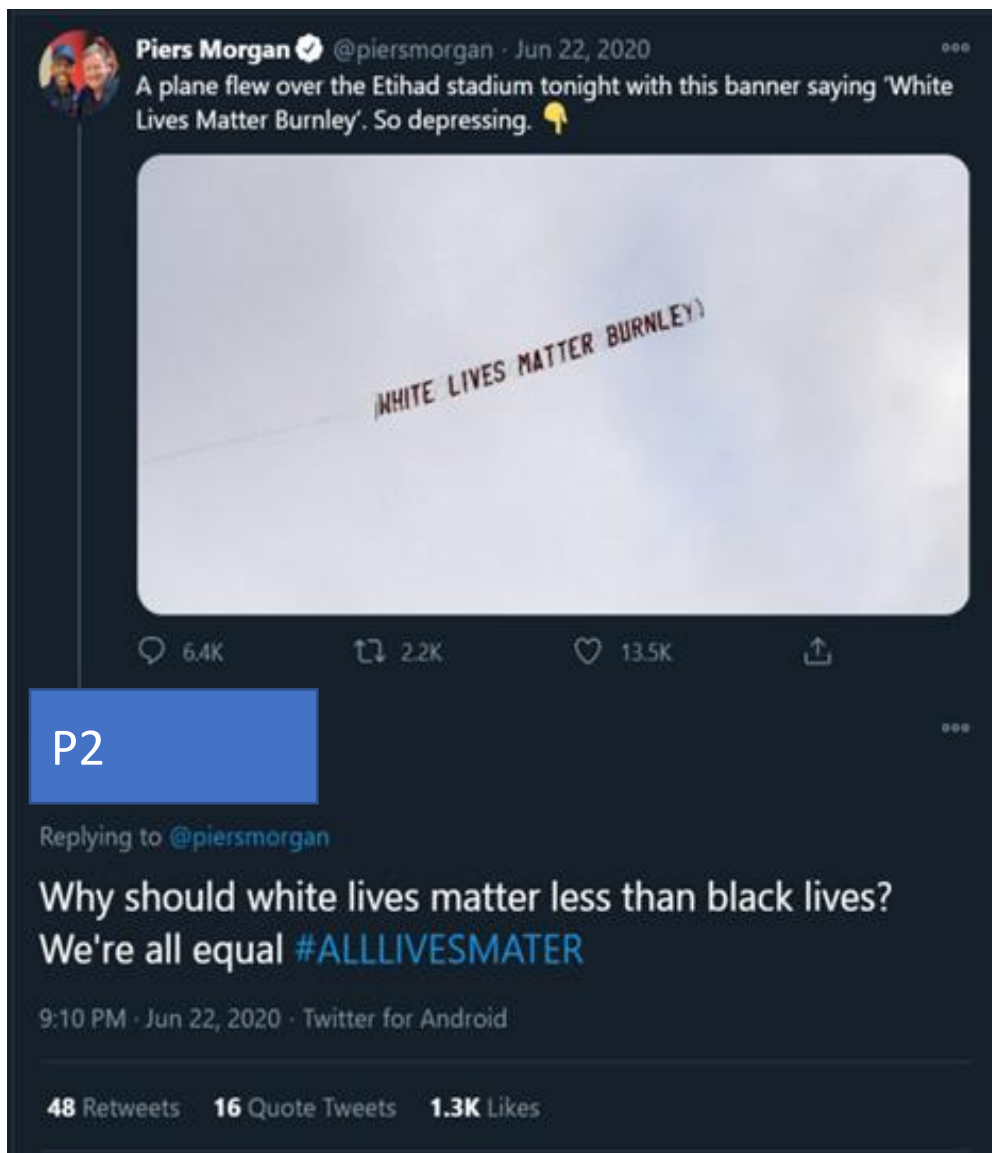 Piers Morgan @piersmorgan · Jun 22, 2020
A plane flew over the Etihad stadium tonight with this banner saying 'White
Lives Matter Burnley'. So depressing. 👇
WHITE LIVES MATTER BURNLEY
6.4K 2.2K 13.5K
P2
Replying to @piersmorgan
Why should white lives matter less than black lives?
We're all equal #ALLLIVESMATER
9:10 PM · Jun 22, 2020 · Twitter for Android
48 Retweets 16 Quote Tweets 1.3K Likes